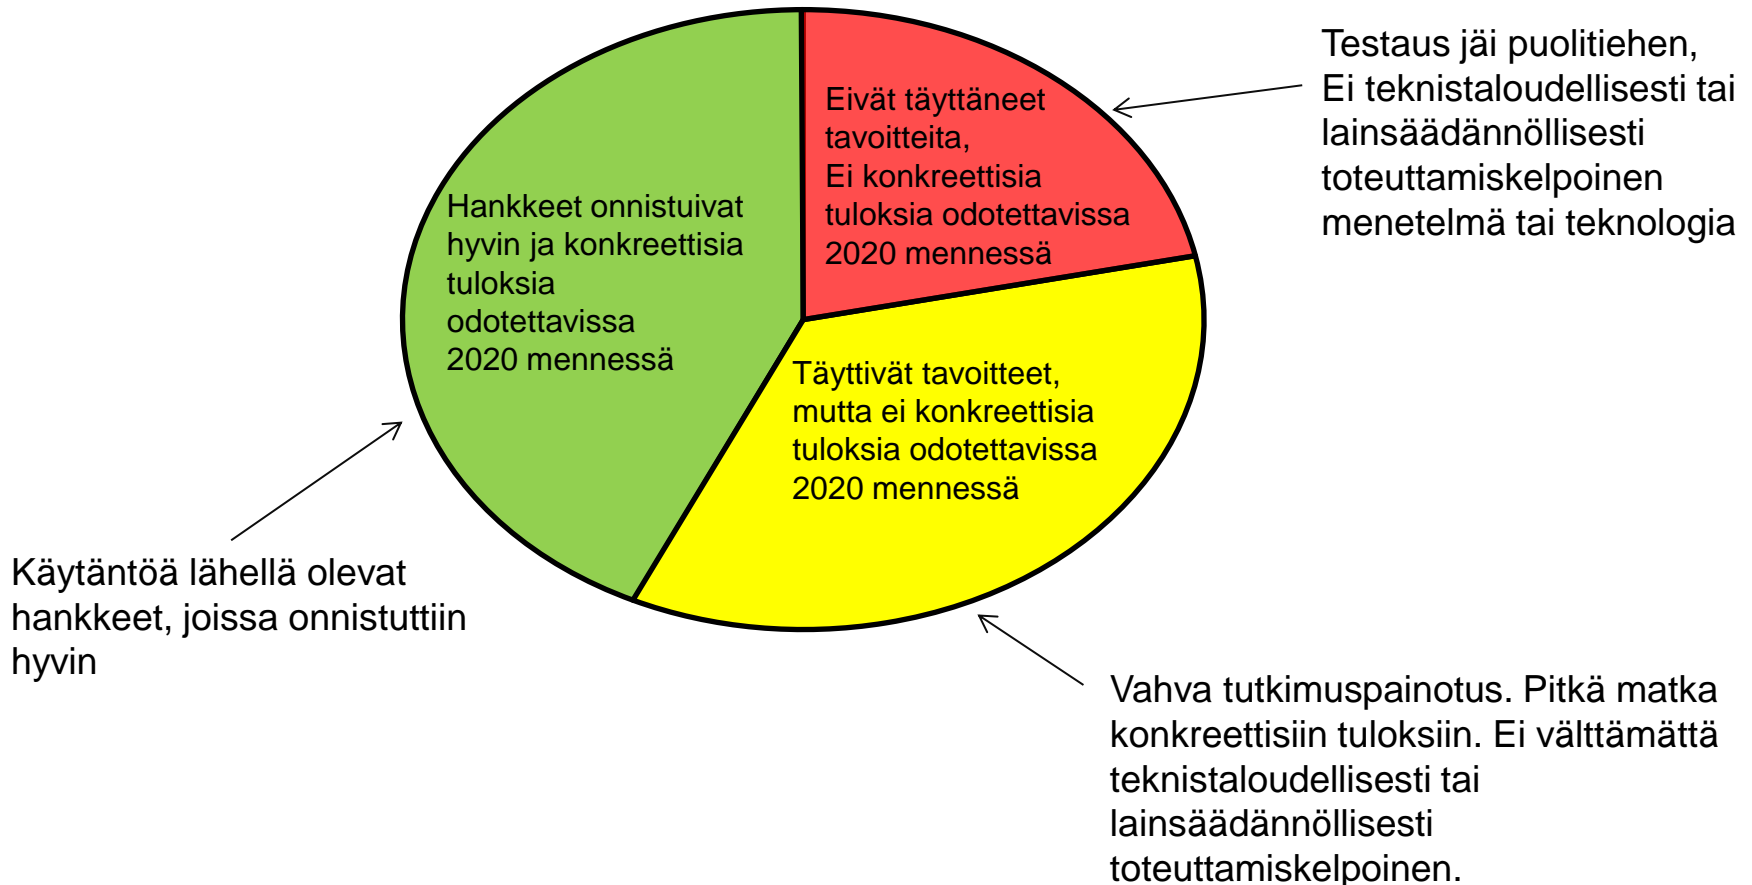 Testaus jäi puolitiehen,
Ei teknistaloudellisesti tai
lainsäädännöllisesti
toteuttamiskelpoinen
menetelmä tai teknologia
Eivät täyttäneet
tavoitteita,
Ei konkreettisia
tuloksia odotettavissa
2020 mennessä
Hankkeet onnistuivat
hyvin ja konkreettisia
tuloksia
odotettavissa
2020 mennessä
Täyttivät tavoitteet,
mutta ei konkreettisia
tuloksia odotettavissa
2020 mennessä
Käytäntöä lähellä olevat
hankkeet, joissa onnistuttiin
hyvin
Vahva tutkimuspainotus. Pitkä matka
konkreettisiin tuloksiin. Ei välttämättä
teknistaloudellisesti tai
lainsäädännöllisesti
toteuttamiskelpoinen.